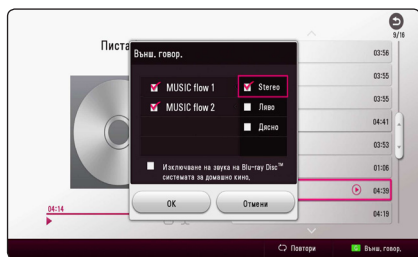 9/16
Писта
Външ. говор.
03:56
MUSIC flow 1
Stereo
03:55
MUSIC flow 2
Ляво
03:55
Дясно
04:41
03:53
Изключване на звука на Blu-ray Disc™
системата за домашно кино.
01:06
OK
Отмени
04:39
04:14
04:19
Повтори
Външ. говор.